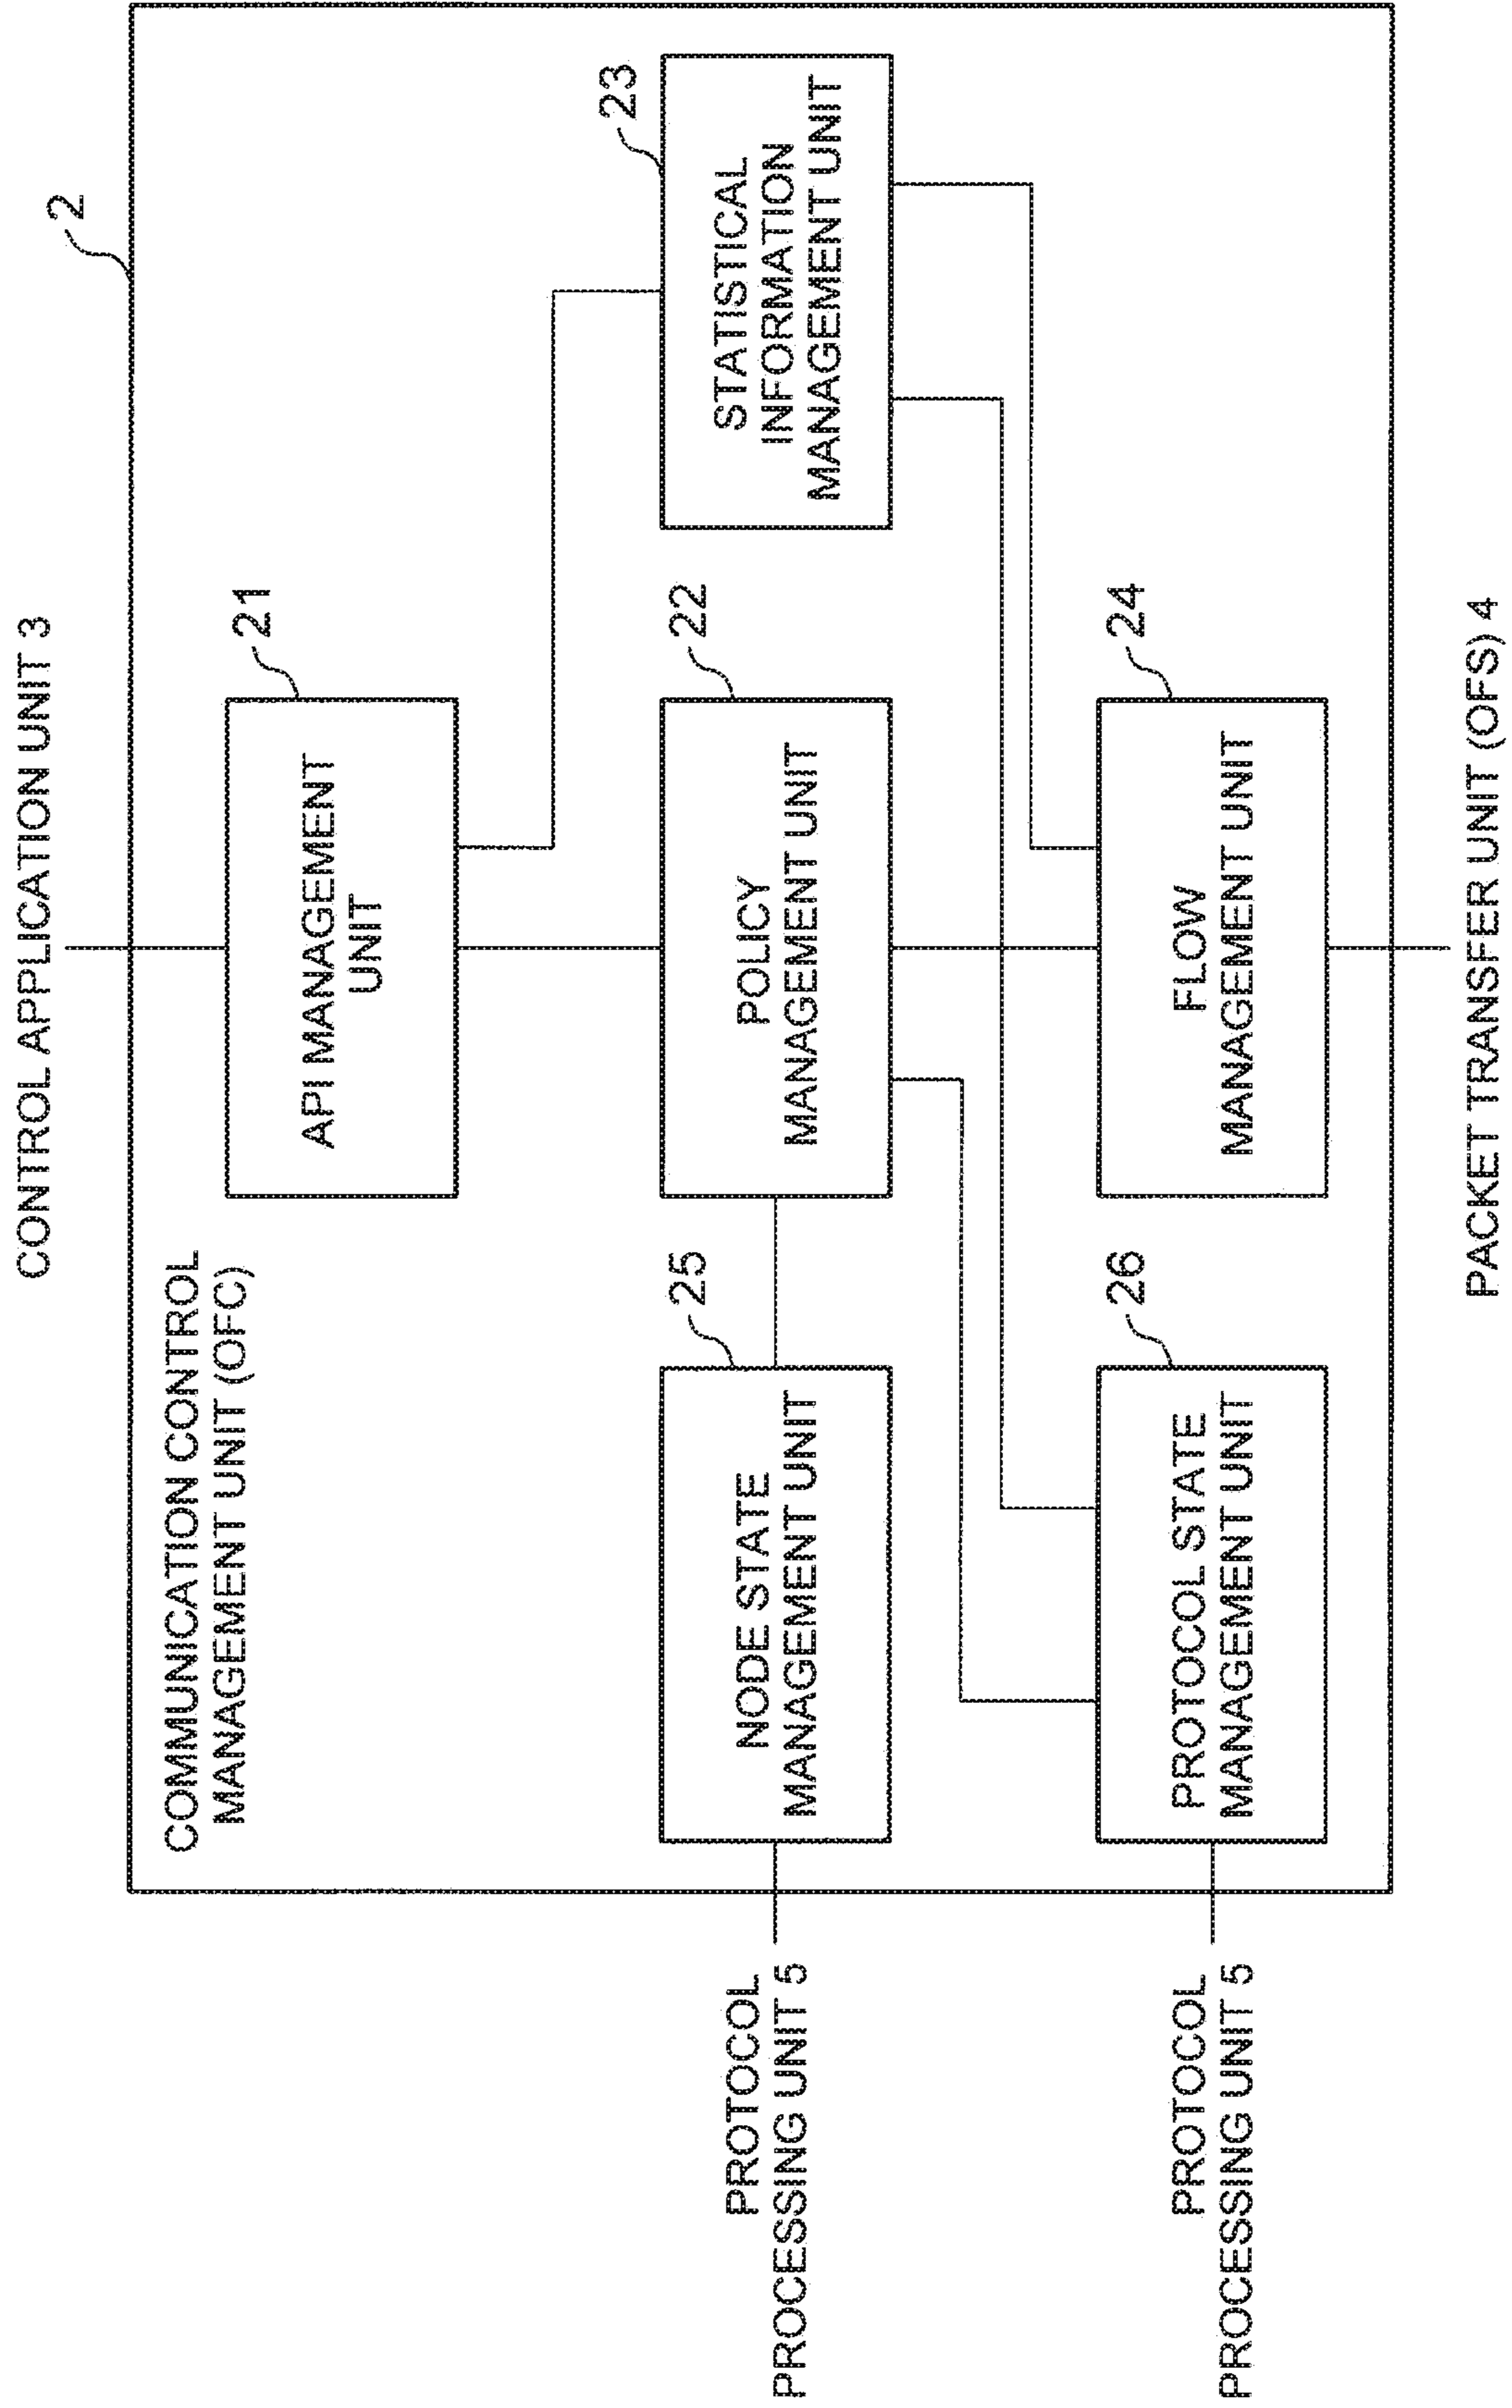 CONTROL APPLICATION UNIT 3
2
COMMUNICATION CONTROL
MANAGEMENT UNIT (OFC)
21
API MANAGEMENT
UNIT
25
NODE STATE
MANAGEMENT UNIT
22
POLICY
MANAGEMENT UNIT
23
STATISTICAL
INFORMATION
MANAGEMENT UNIT
PROTOCOL
PROCESSING UNIT 5
26
PROTOCOL STATE
MANAGEMENT UNIT
24
FLOW
MANAGEMENT UNIT
PROTOCOL
PROCESSING UNIT 5
PACKET TRANSFER UNIT (OFS) 4